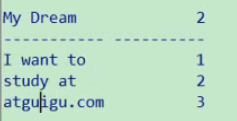 My Dream 2
----------- ----------
I want to 1
study at 2
atguigu.com 3